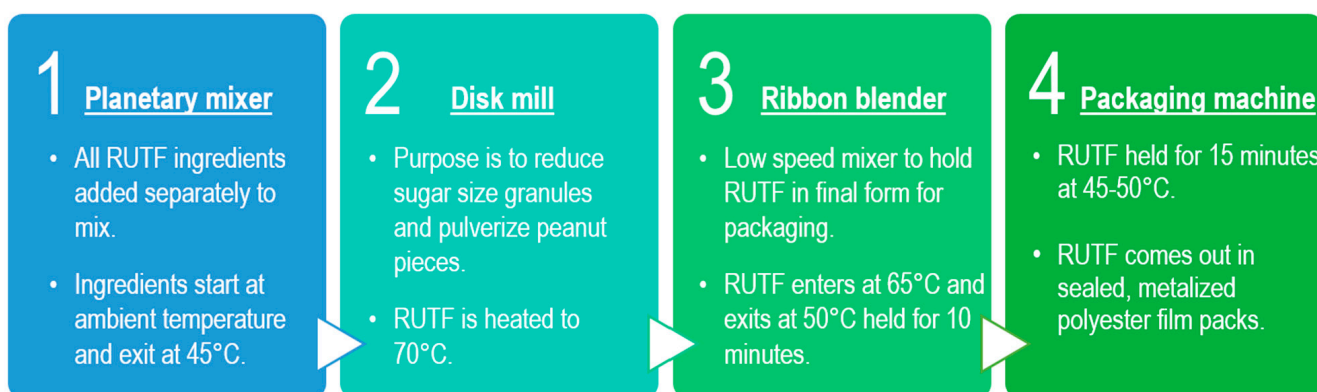 1 Planetary mixer
• All RUTF ingredients
added separately to
mix.
• Ingredients start at
ambient temperature
and exit at 45°C.
2 Disk mill
• Purpose is to reduce
sugar size granules
and pulverize peanut
pieces.
• RUTF is heated to
70°C.
3 Ribbon blender
• Low speed mixer to hold
RUTF in final form for
packaging.
• RUTF enters at 65°C and
exits at 50°C held for 10
minutes.
4 Packaging machine
• RUTF held for 15 minutes
at 45-50°C.
• RUTF comes out in
sealed, metalized
polyester film packs.